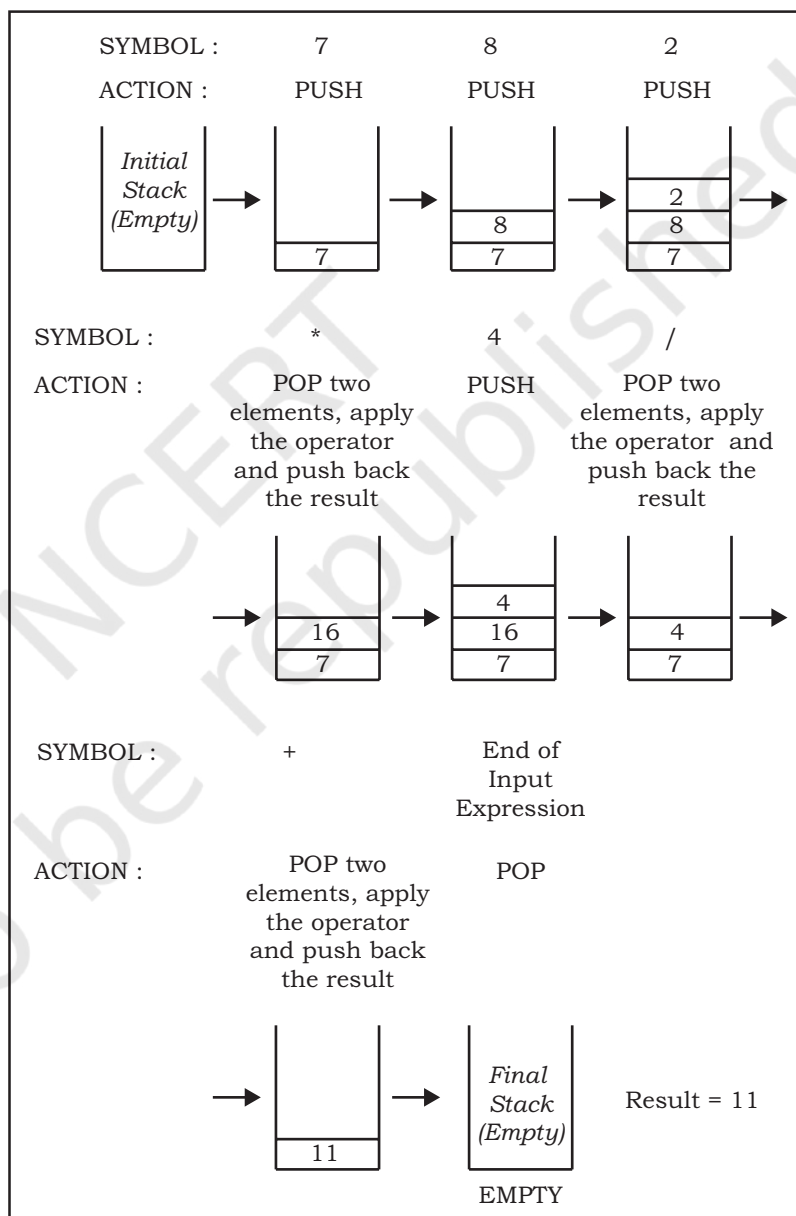 SYMBOL : 7 8 2
ACTION : PUSH PUSH PUSH
Initial
Stack
(Empty)
7
8
7
2
8
7
SYMBOL : * 4 /
ACTION : POP two
elements, apply
the operator
and push back
the result
PUSH
POP two
elements, apply
the operator and
push back the
result
16
7
4
16
7
4
7
SYMBOL : +
End of
Input
Expression
ACTION : POP two
elements, apply
the operator
and push back
the result
POP
11
Final
Stack
(Empty)
EMPTY
Result = 11
NCERT
o be republished